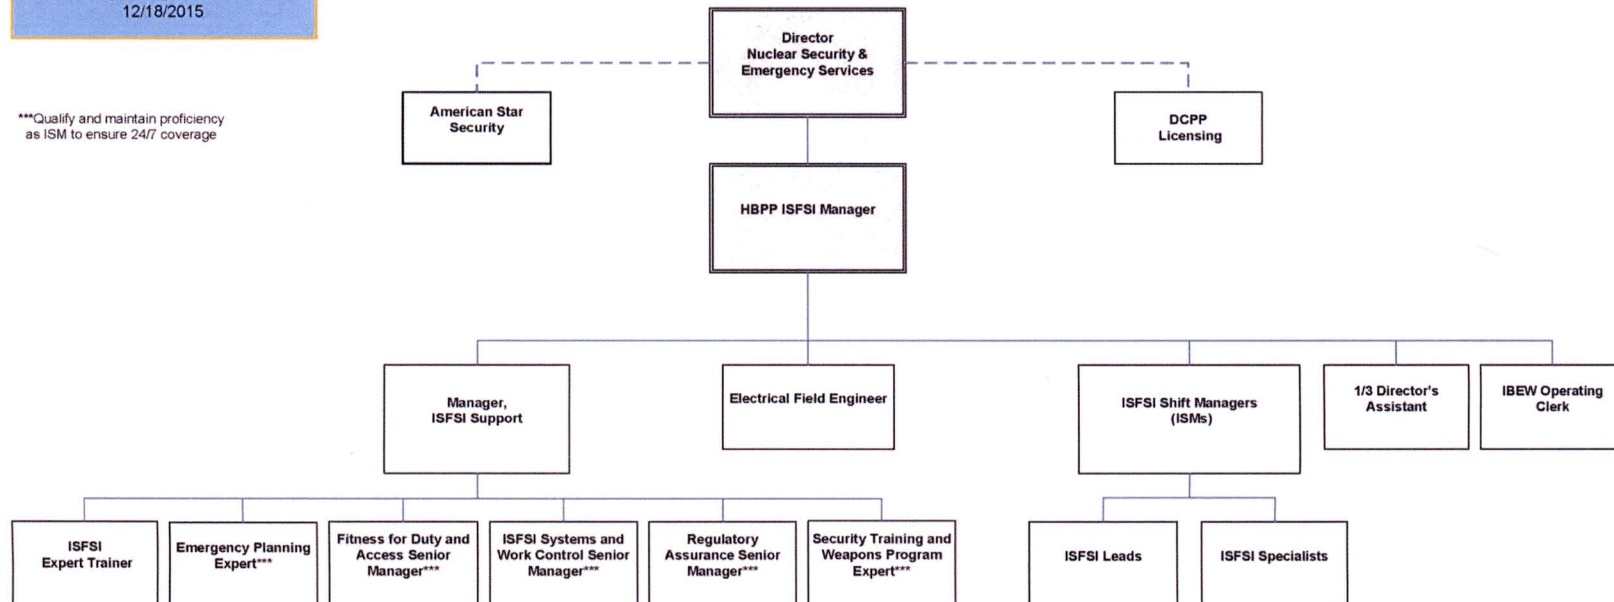 12/18/2015
Director
Nuclear Security &
Emergency Services
American Star
Security
DCPP
Licensing
***Qualify and maintain proficiency
as ISM to ensure 24/7 coverage
HBPP ISFSI Manager
Manager,
ISFSI Support
Electrical Field Engineer
ISFSI Shift Managers
(ISMs)
1/3 Director's
Assistant
IBEW Operating
Clerk
ISFSI
Expert Trainer
Emergency Planning
Expert***
Fitness for Duty and
Access Senior
Manager***
ISFSI Systems and
Work Control Senior
Manager***
Regulatory
Assurance Senior
Manager***
Security Training and
Weapons Program
Expert***
ISFSI Leads
ISFSI Specialists